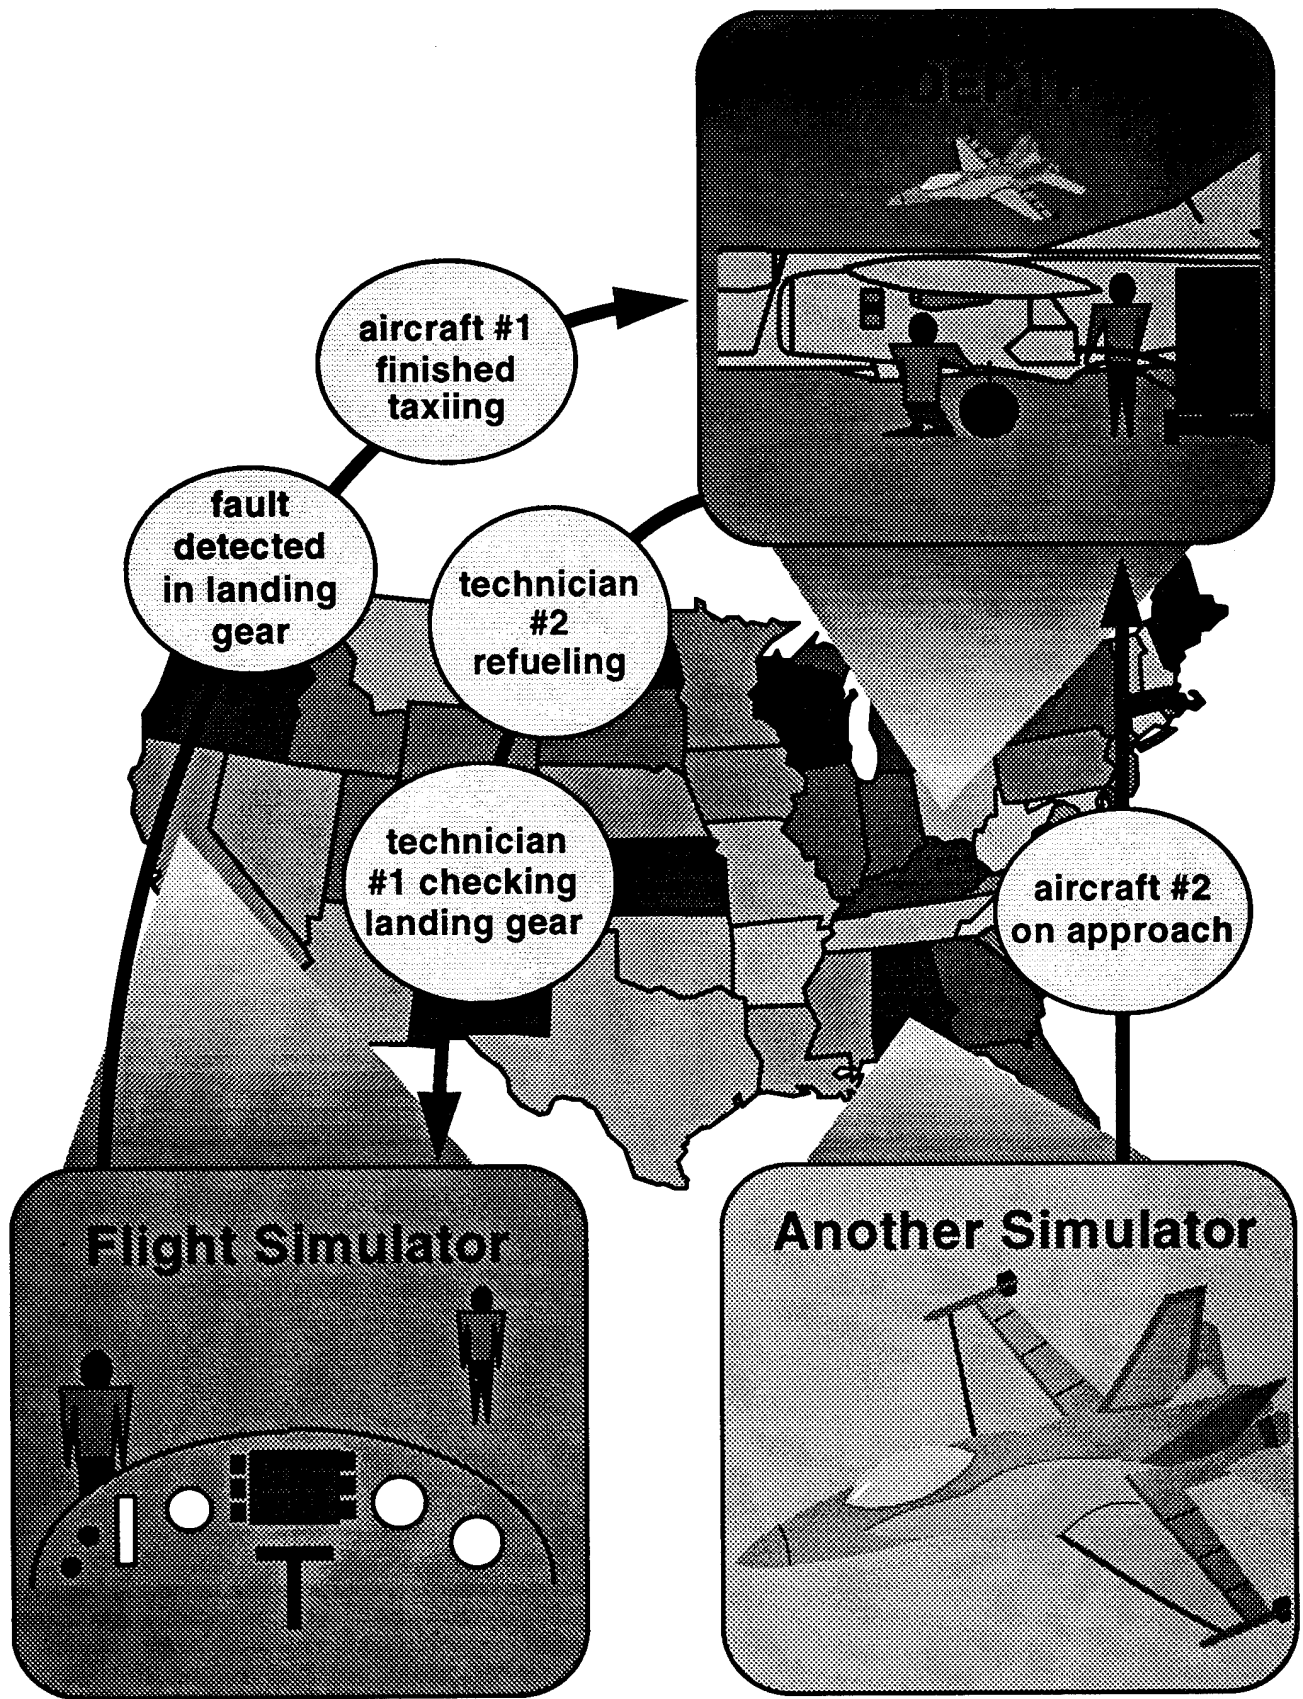 DEPTH
aircraft #1
finished
taxiing
fault
detected
in landing
gear
technician
#2
refueling
technician
#1 checking
landing gear
aircraft #2
on approach
Flight Simulator
Another Simulator